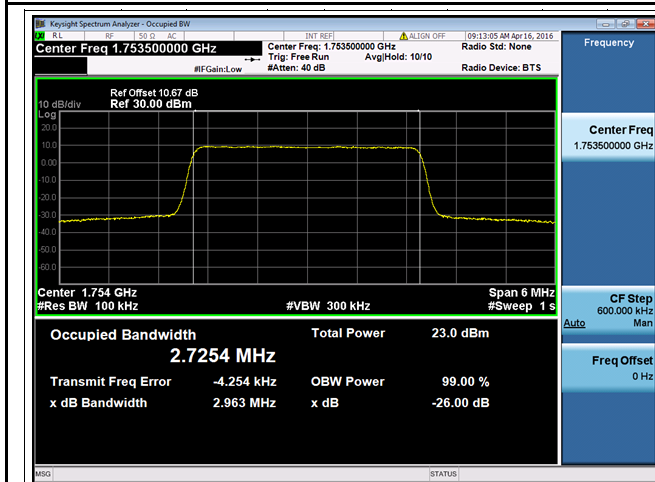 Keysight Spectrum Analyzer - Occupied BW
R L RF 50 Ω AC INT REF ALIGN OFF 09:13:05 AM Apr 16, 2016
Center Freq 1.753500000 GHz
Center Freq: 1.753500000 GHz
Radio Std: None
Trig: Free Run Avg|Hold: 10/10
#IFGain:Low
#Atten: 40 dB
Radio Device: BTS
Ref Offset 10.67 dB
10 dB/div Ref 30.00 dBm
Log
20.0
10.0
0.00
-10.0
-20.0
-30.0
-40.0
-50.0
-60.0
Center 1.754 GHz Span 6 MHz
#Res BW 100 kHz #VBW 300 kHz #Sweep 1 s
Occupied Bandwidth Total Power 23.0 dBm
2.7254 MHz
Transmit Freq Error -4.254 kHz OBW Power 99.00 %
x dB Bandwidth 2.963 MHz x dB -26.00 dB
MSG STATUS
Frequency
Center Freq
1.753500000 GHz
CF Step
600.000 kHz
Auto Man
Freq Offset
0 Hz